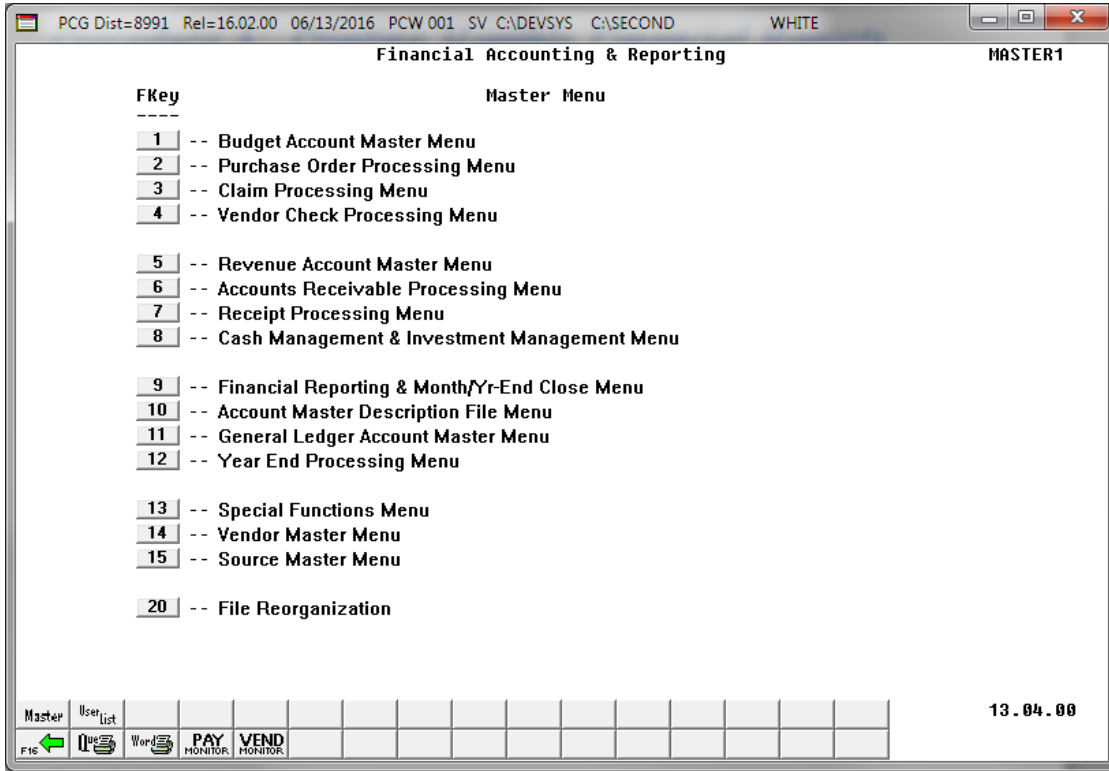 PCG Dist=8991 Rel=16.02.00 06/13/2016 PCW 001 SV C:\DEVSYS C:\SECOND WHITE
Financial Accounting & Reporting MASTER1
FKey Master Menu
----
1 -- Budget Account Master Menu
2 -- Purchase Order Processing Menu
3 -- Claim Processing Menu
4 -- Vendor Check Processing Menu
5 -- Revenue Account Master Menu
6 -- Accounts Receivable Processing Menu
7 -- Receipt Processing Menu
8 -- Cash Management & Investment Management Menu
9 -- Financial Reporting & Month/Yr-End Close Menu
10 -- Account Master Description File Menu
11 -- General Ledger Account Master Menu
12 -- Year End Processing Menu
13 -- Special Functions Menu
14 -- Vendor Master Menu
15 -- Source Master Menu
20 -- File Reorganization
Master User List 13.04.00
F16 Que Word PAY MONITOR VEND MONITOR